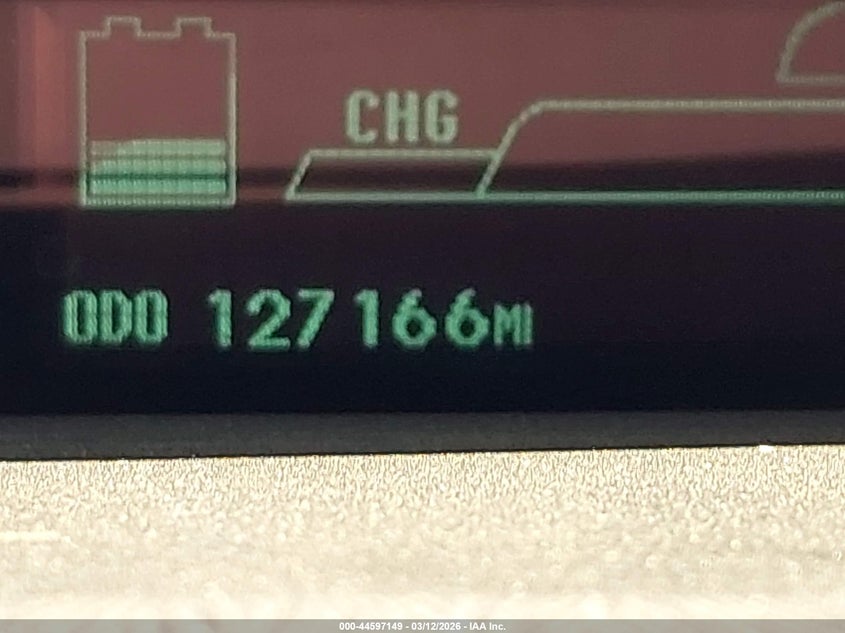 CHG
ODO 127166MI
000-44597149 - 03/12/2026 - IAA Inc.